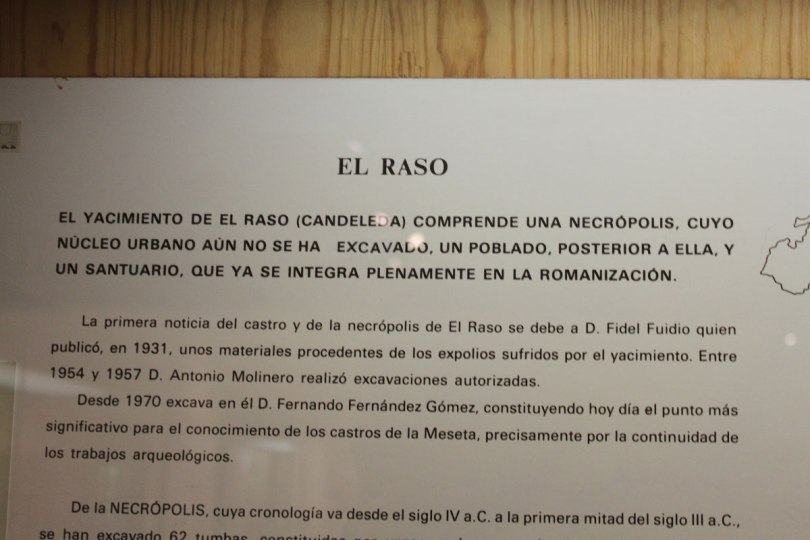 EL RASO
EL YACIMIENTO DE EL RASO (CANDELEDA) COMPRENDE UNA NECRÓPOLIS, CUYO
NÚCLEO URBANO AÚN NO SE HA EXCAVADO, UN POBLADO, POSTERIOR A ELLA, Y
UN SANTUARIO, QUE YA SE INTEGRA PLENAMENTE EN LA ROMANIZACIÓN.
La primera noticia del castro y de la necrópolis de El Raso se debe a D. Fidel Fuidio quien
publicó, en 1931, unos materiales procedentes de los expolios sufridos por el yacimiento. Entre
1954 y 1957 D. Antonio Molinero realizó excavaciones autorizadas.
Desde 1970 excava en él D. Fernando Fernández Gómez, constituyendo hoy día el punto más
significativo para el conocimiento de los castros de la Meseta, precisamente por la continuidad de
los trabajos arqueológicos.
De la NECRÓPOLIS, cuya cronología va desde el siglo IV a.C. a la primera mitad del siglo III a.C.,
se han excavado 62 tumbas, constituidas